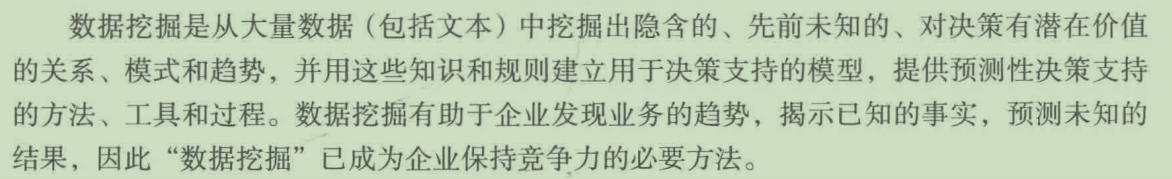 数据挖掘是从大量数据（包括文本）中挖掘出隐含的、先前未知的、对决策有潜在价值
的关系、模式和趋势，并用这些知识和规则建立用于决策支持的模型，提供预测性决策支持
的方法、工具和过程。数据挖掘有助于企业发现业务的趋势，揭示已知的事实，预测未知的
结果，因此“数据挖掘”已成为企业保持竞争力的必要方法。